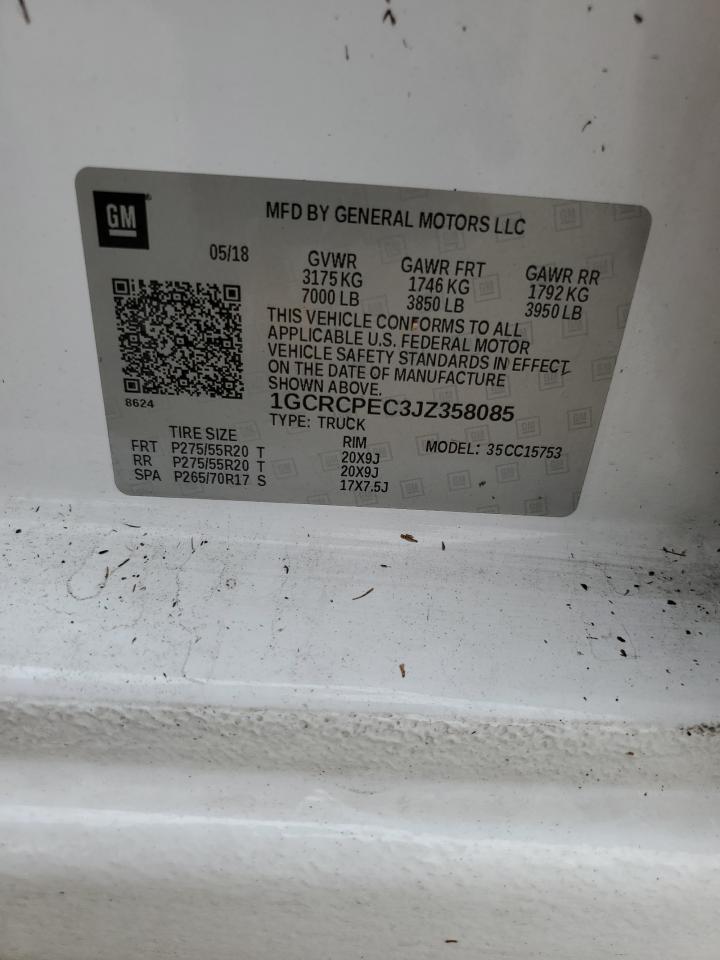 GM
MFD BY GENERAL MOTORS LLC
05/18
GVWR
3175 KG
7000 LB
GAWR FRT
1746 KG
3850 LB
GAWR RR
1792 KG
3950 LB
THIS VEHICLE CONFORMS TO ALL
APPLICABLE U.S. FEDERAL MOTOR
VEHICLE SAFETY STANDARDS IN EFFECT
ON THE DATE OF MANUFACTURE
SHOWN ABOVE.
8624
1GCRCPEC3JZ358085
TYPE: TRUCK
TIRE SIZE RIM MODEL: 35CC15753
FRT P275/55R20 T 20X9J
RR P275/55R20 T 20X9J
SPA P265/70R17 S 17X7.5J